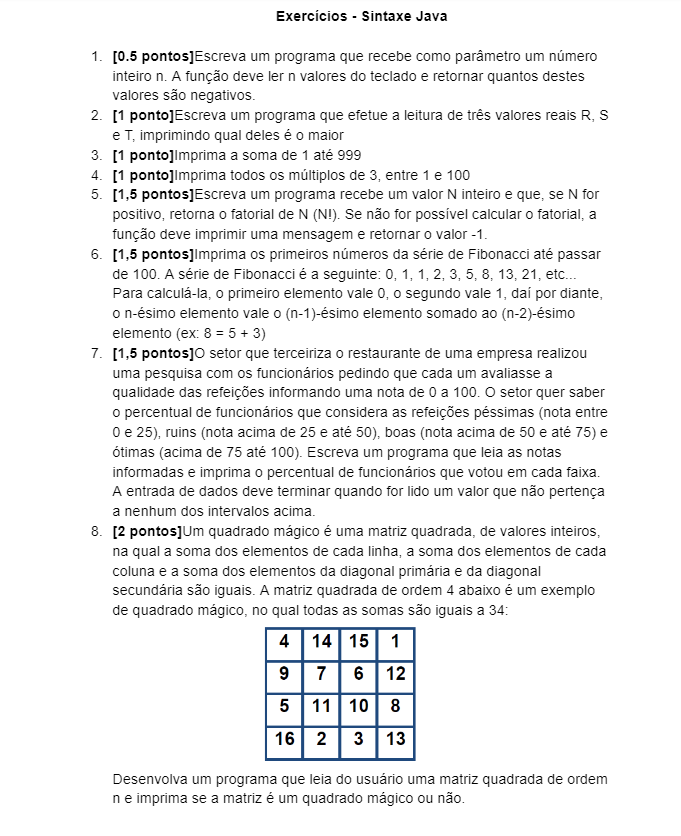 Exercícios - Sintaxe Java
1. [0.5 pontos]Escreva um programa que recebe como parâmetro um número
inteiro n. A função deve ler n valores do teclado e retornar quantos destes
valores são negativos.
2. [1 ponto]Escreva um programa que efetue a leitura de três valores reais R, S
e T, imprimindo qual deles é o maior
3. [1 ponto]Imprima a soma de 1 até 999
4. [1 ponto]Imprima todos os múltiplos de 3, entre 1 e 100
5. [1,5 pontos]Escreva um programa recebe um valor N inteiro e que, se N for
positivo, retorna o fatorial de N (N!). Se não for possível calcular o fatorial, a
função deve imprimir uma mensagem e retornar o valor -1.
6. [1,5 pontos]Imprima os primeiros números da série de Fibonacci até passar
de 100. A série de Fibonacci é a seguinte: 0, 1, 1, 2, 3, 5, 8, 13, 21, etc...
Para calculá-la, o primeiro elemento vale 0, o segundo vale 1, daí por diante,
o n-ésimo elemento vale o (n-1)-ésimo elemento somado ao (n-2)-ésimo
elemento (ex: 8 = 5 + 3)
7. [1,5 pontos]O setor que terceiriza o restaurante de uma empresa realizou
uma pesquisa com os funcionários pedindo que cada um avaliasse a
qualidade das refeições informando uma nota de 0 a 100. O setor quer saber
o percentual de funcionários que considera as refeições péssimas (nota entre
0 e 25), ruins (nota acima de 25 e até 50), boas (nota acima de 50 e até 75) e
ótimas (acima de 75 até 100). Escreva um programa que leia as notas
informadas e imprima o percentual de funcionários que votou em cada faixa.
A entrada de dados deve terminar quando for lido um valor que não pertença
a nenhum dos intervalos acima.
8. [2 pontos]Um quadrado mágico é uma matriz quadrada, de valores inteiros,
na qual a soma dos elementos de cada linha, a soma dos elementos de cada
coluna e a soma dos elementos da diagonal primária e da diagonal
secundária são iguais. A matriz quadrada de ordem 4 abaixo é um exemplo
de quadrado mágico, no qual todas as somas são iguais a 34:
4 14 15 1
9 7 6 12
5 11 10 8
16 2 3 13
Desenvolva um programa que leia do usuário uma matriz quadrada de ordem
n e imprima se a matriz é um quadrado mágico ou não.